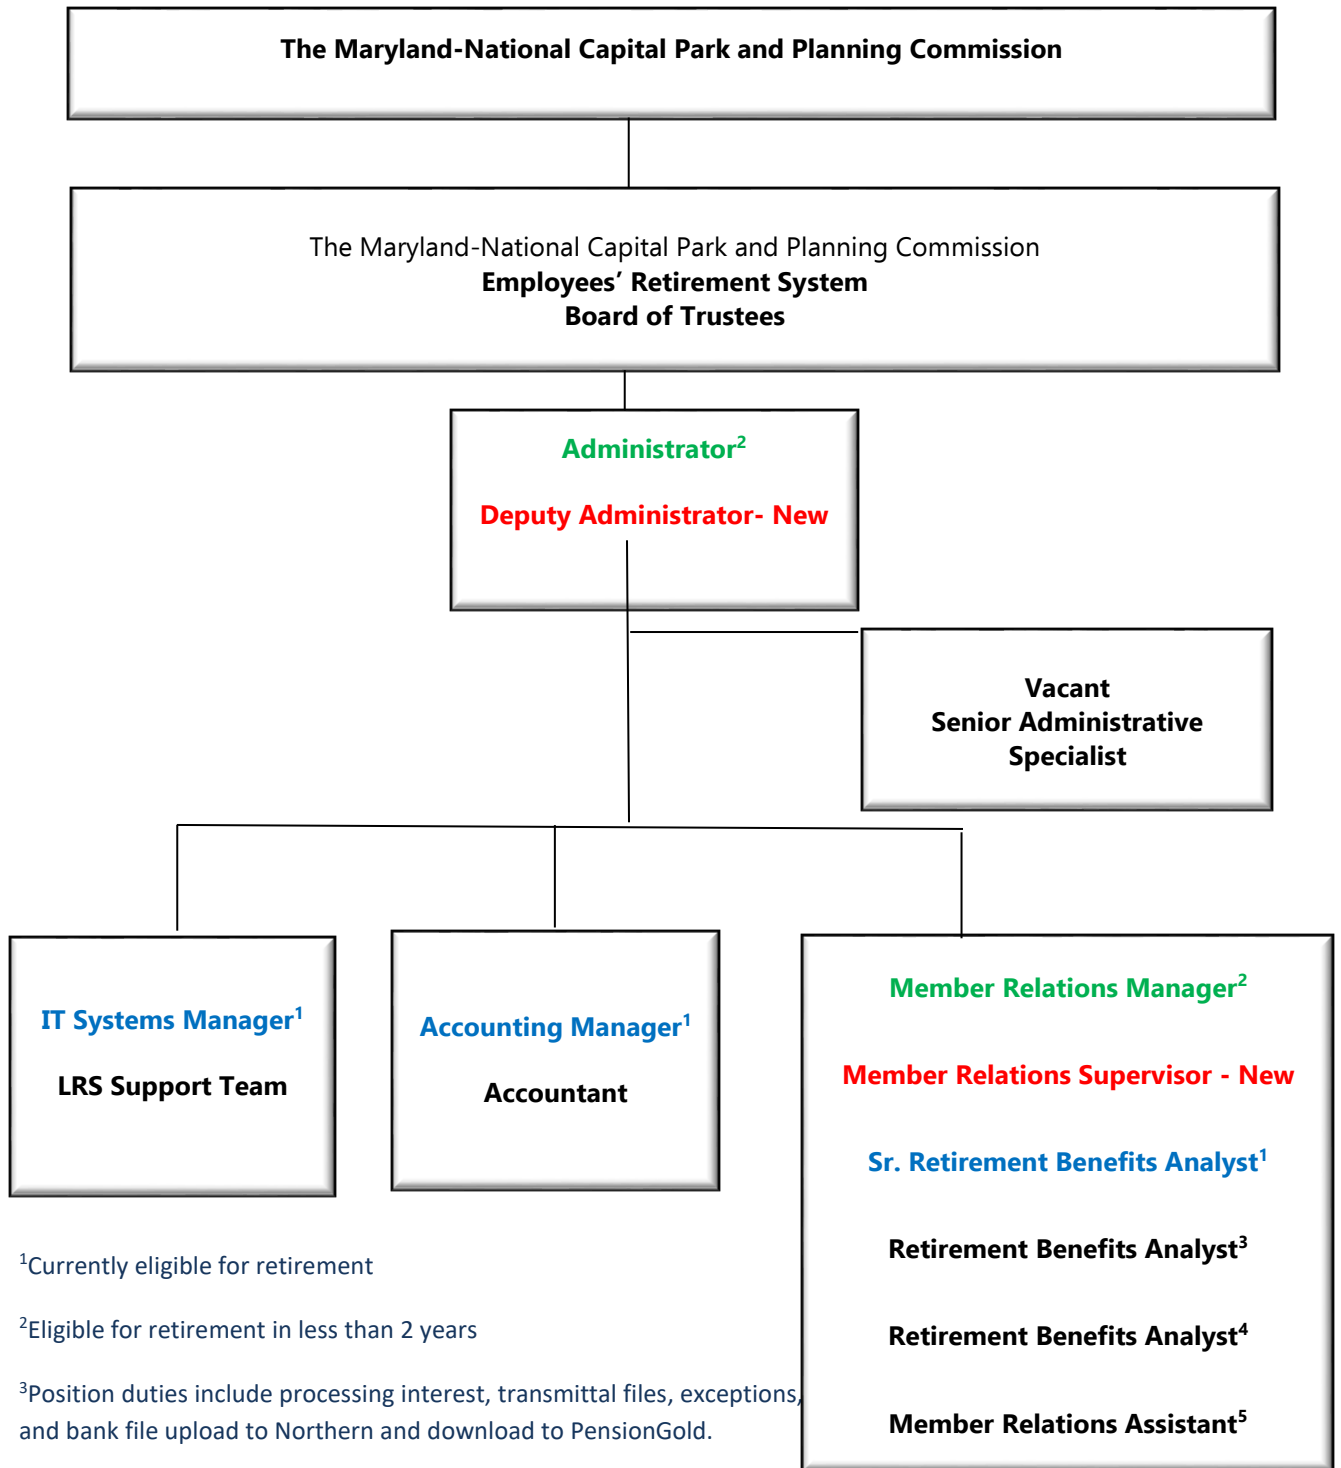 The Maryland-National Capital Park and Planning Commission
The Maryland-National Capital Park and Planning Commission
Employees’ Retirement System
Board of Trustees
Administrator²
Deputy Administrator- New
Vacant
Senior Administrative
Specialist
IT Systems Manager¹
LRS Support Team
Accounting Manager¹
Accountant
Member Relations Manager²
Member Relations Supervisor - New
Sr. Retirement Benefits Analyst¹
Retirement Benefits Analyst³
Retirement Benefits Analyst⁴
Member Relations Assistant⁵
¹Currently eligible for retirement
²Eligible for retirement in less than 2 years
³Position duties include processing interest, transmittal files, exceptions,
and bank file upload to Northern and download to PensionGold.